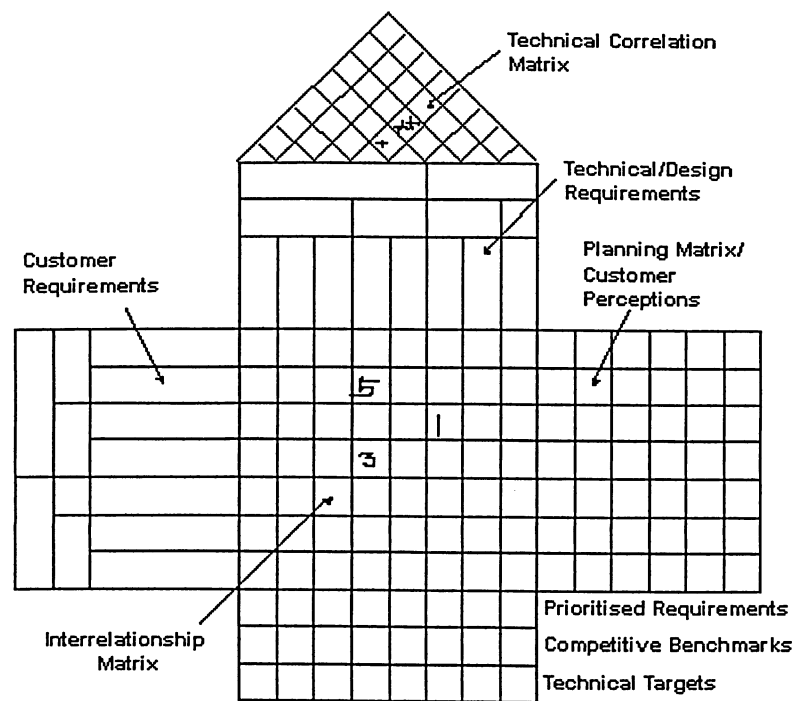 Technical Correlation
Matrix
+ ++
Technical/Design
Requirements
Planning Matrix/
Customer
Perceptions
Customer
Requirements
5
1
3
Interrelationship
Matrix
Prioritised Requirements
Competitive Benchmarks
Technical Targets